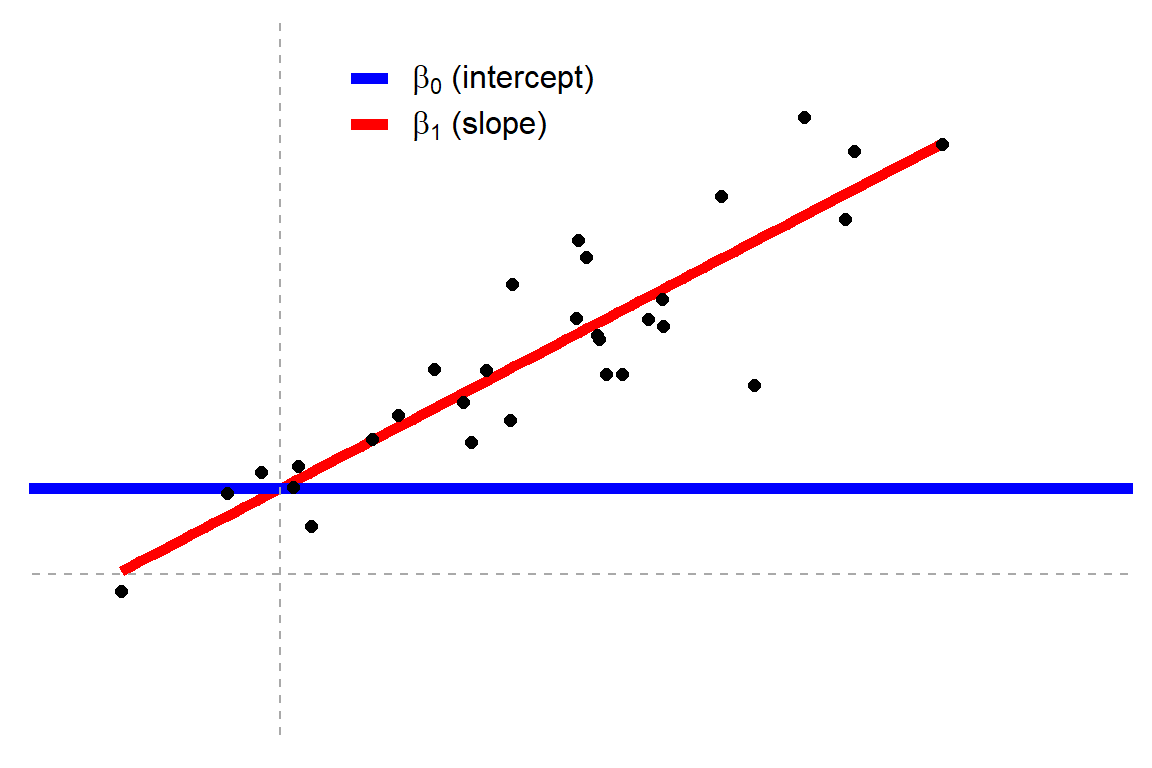 β₀ (intercept)
β₁ (slope)